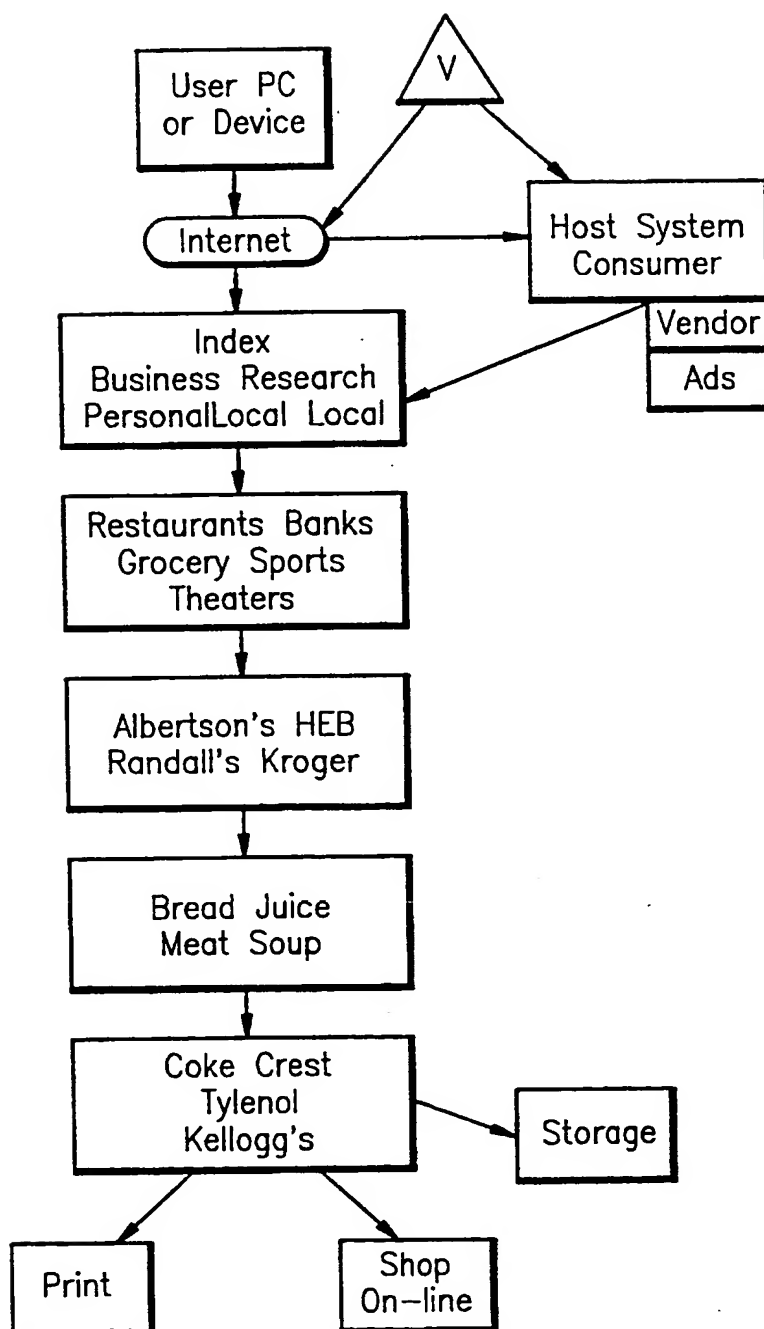 User PC
or Device
V
Internet
Host System
Consumer
Vendor
Ads
Index
Business Research
PersonalLocal Local
Restaurants Banks
Grocery Sports
Theaters
Albertson's HEB
Randall's Kroger
Bread Juice
Meat Soup
Coke Crest
Tylenol
Kellogg's
Storage
Print
Shop
On-line